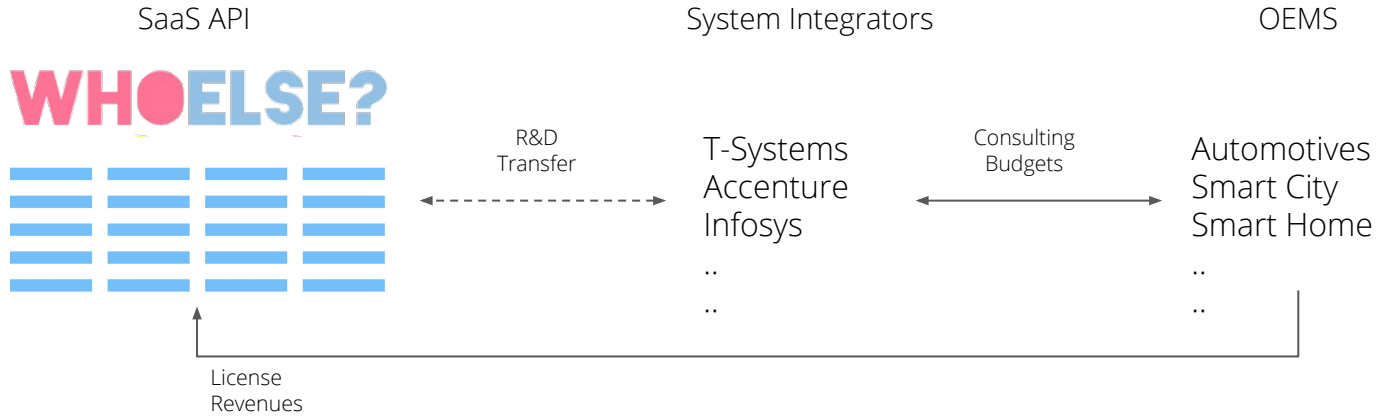 SaaS API
System Integrators
OEMS
WHOELSE?
R&D
Transfer
T-Systems
Accenture
Infosys
..
..
Consulting
Budgets
Automotives
Smart City
Smart Home
..
..
License
Revenues